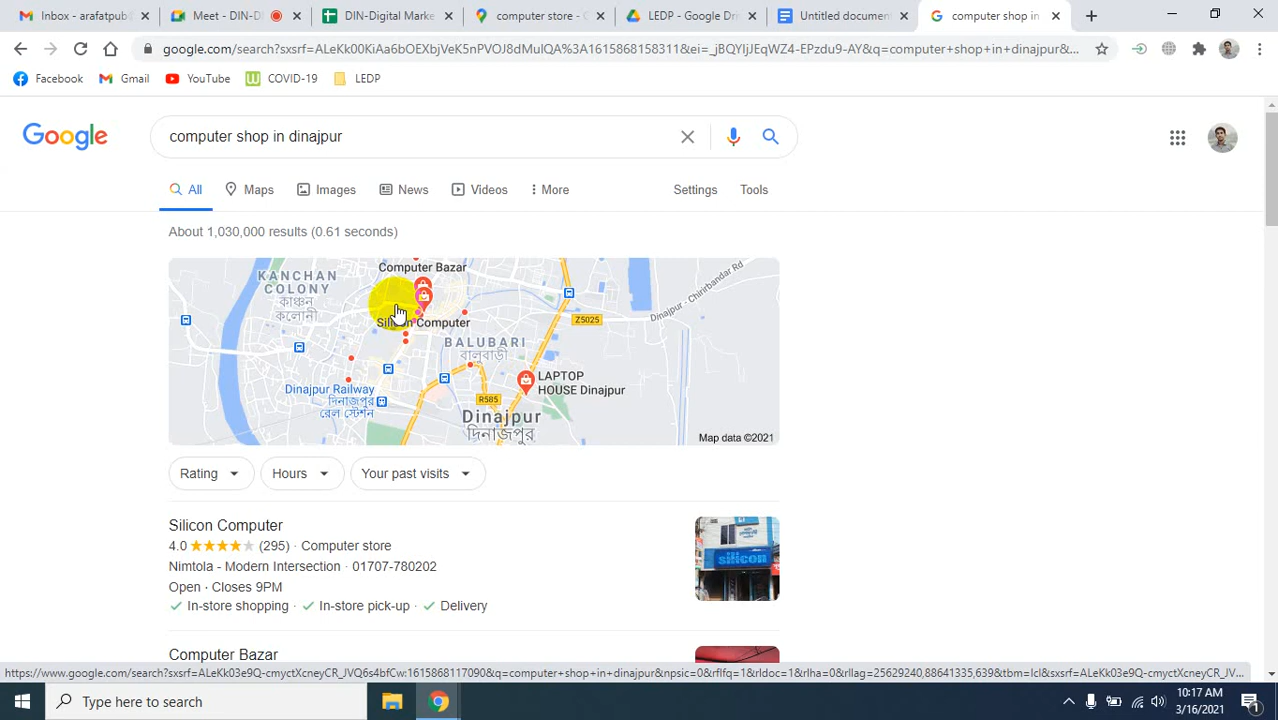 Inbox - arafatpub
Meet - DIN-D
DIN-Digital Marke
computer store - G
LEDP - Google Dri
Untitled document
computer shop in
google.com/search?sxsrf=ALeKk00KiAa6bOEXbjVeK5nPVOJ8dMulQA%3A1615868158311&ei=_jBQYIjJEqWZ4-EPzdu9-AY&q=computer+shop+in+dinajpur&...
Facebook
Gmail
YouTube
COVID-19
LEDP
Google
computer shop in dinajpur
All
Maps
Images
News
Videos
More
Settings
Tools
About 1,030,000 results (0.61 seconds)
Computer Bazar
KANCHAN
COLONY
কাঞ্চন
কলোনী
Dinajpur - Chirirbandar Rd
Z5025
Silicon Computer
BALUBARI
বালুবাড়ী
LAPTOP
HOUSE Dinajpur
Dinajpur Railway
দিনাজপুর
রেল স্টেশন
R585
Dinajpur
দিনাজপুর
Map data ©2021
Rating
Hours
Your past visits
Silicon Computer
4.0 ★★★★★ (295) · Computer store
Nimtola - Modern Intersection · 01707-780202
Open · Closes 9PM
✓ In-store shopping · ✓ In-store pick-up · ✓ Delivery
silicon
Computer Bazar
https://www.google.com/search?sxsrf=ALeKk03e9Q-cmyctXcneyCR_JVQ6s4bfCw:1615868117090&q=computer+shop+in+dinajpur&npsic=0&rflfq=1&rldoc=1&rlha=0&rllag=25629240,88641335,639&tbm=lcl&sxsrf=ALeKk03e9Q-cmyctXcneyCR_JV...
Type here to search
10:17 AM
3/16/2021
1